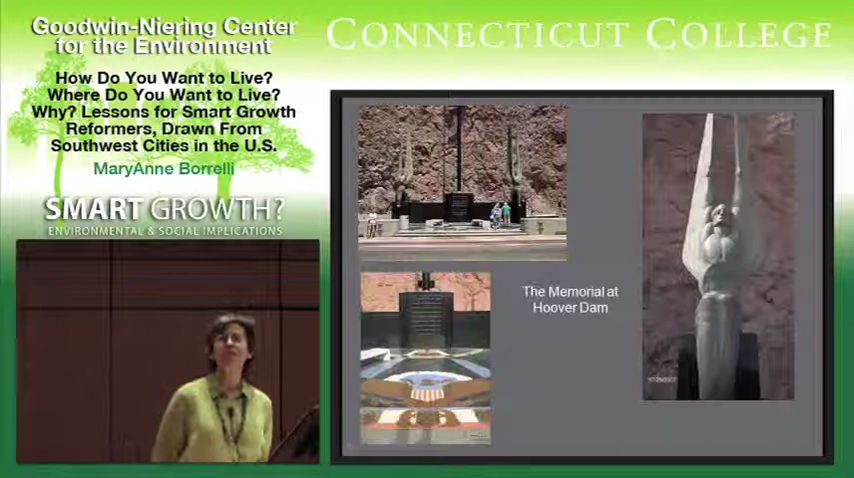 Goodwin-Niering Center
for the Environment
CONNECTICUT COLLEGE
How Do You Want to Live?
Where Do You Want to Live?
Why? Lessons for Smart Growth
Reformers, Drawn From
Southwest Cities in the U.S.
MaryAnne Borrelli
SMART GROWTH?
ENVIRONMENTAL & SOCIAL IMPLICATIONS
The Memorial at
Hoover Dam